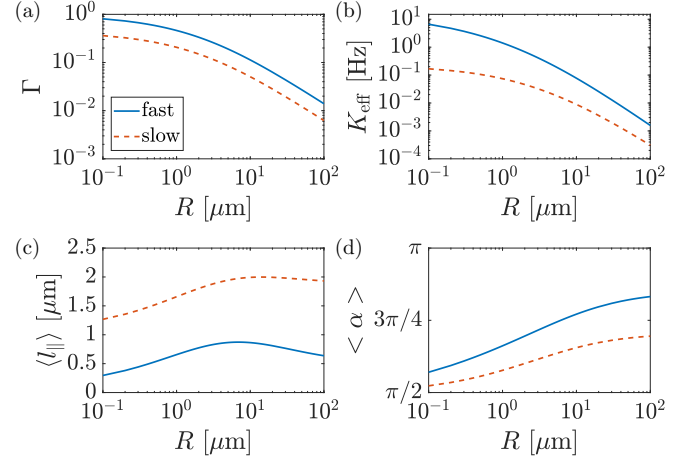 (a)
Γ
10^0
10^{-1}
10^{-2}
10^{-3}
fast
slow
10^{-1} 10^0 10^1 10^2
R [μm]
(b)
K_eff [Hz]
10^1
10^0
10^{-1}
10^{-2}
10^{-3}
10^{-4}
10^{-1} 10^0 10^1 10^2
R [μm]
(c)
⟨l_∥⟩ [μm]
2.5
2
1.5
1
0.5
0
10^{-1} 10^0 10^1 10^2
R [μm]
(d)
< α >
π
3π/4
π/2
10^{-1} 10^0 10^1 10^2
R [μm]